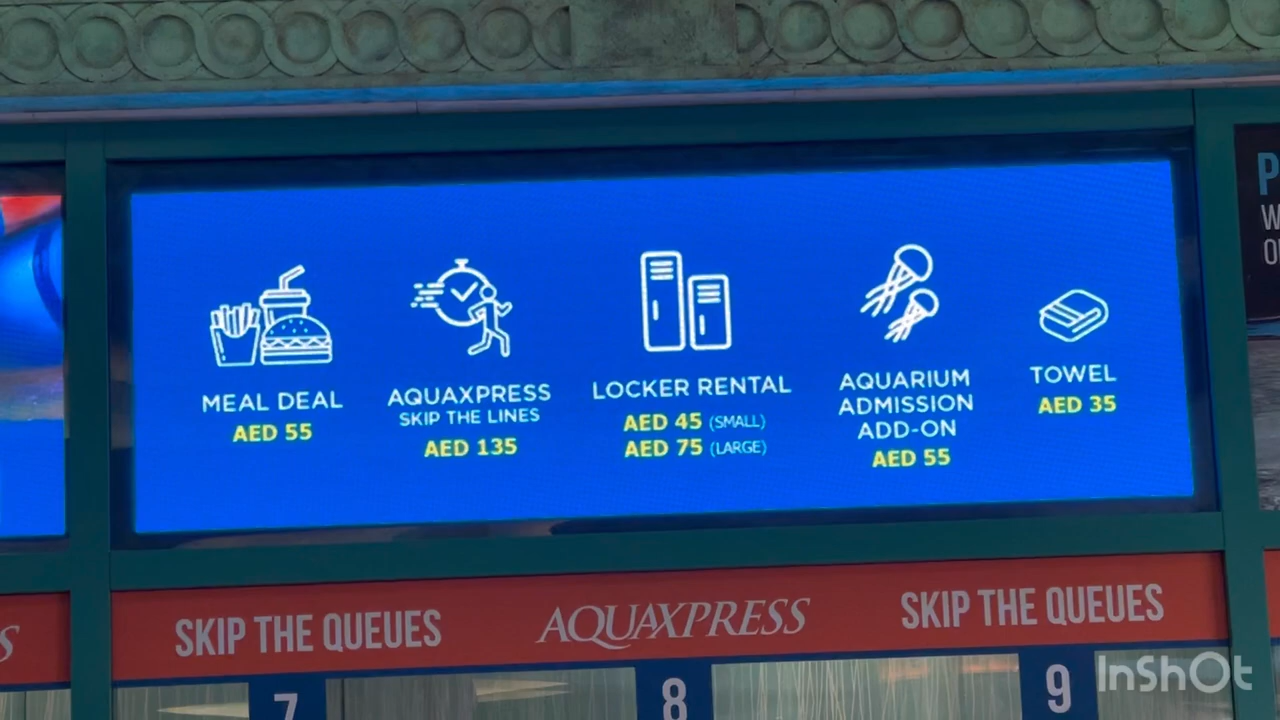 MEAL DEAL
AED 55
AQUAXPRESS
SKIP THE LINES
AED 135
LOCKER RENTAL
AED 45 (SMALL)
AED 75 (LARGE)
AQUARIUM
ADMISSION
ADD-ON
AED 55
TOWEL
AED 35
SKIP THE QUEUES AQUAXPRESS SKIP THE QUEUES
7 8 9
InShOt